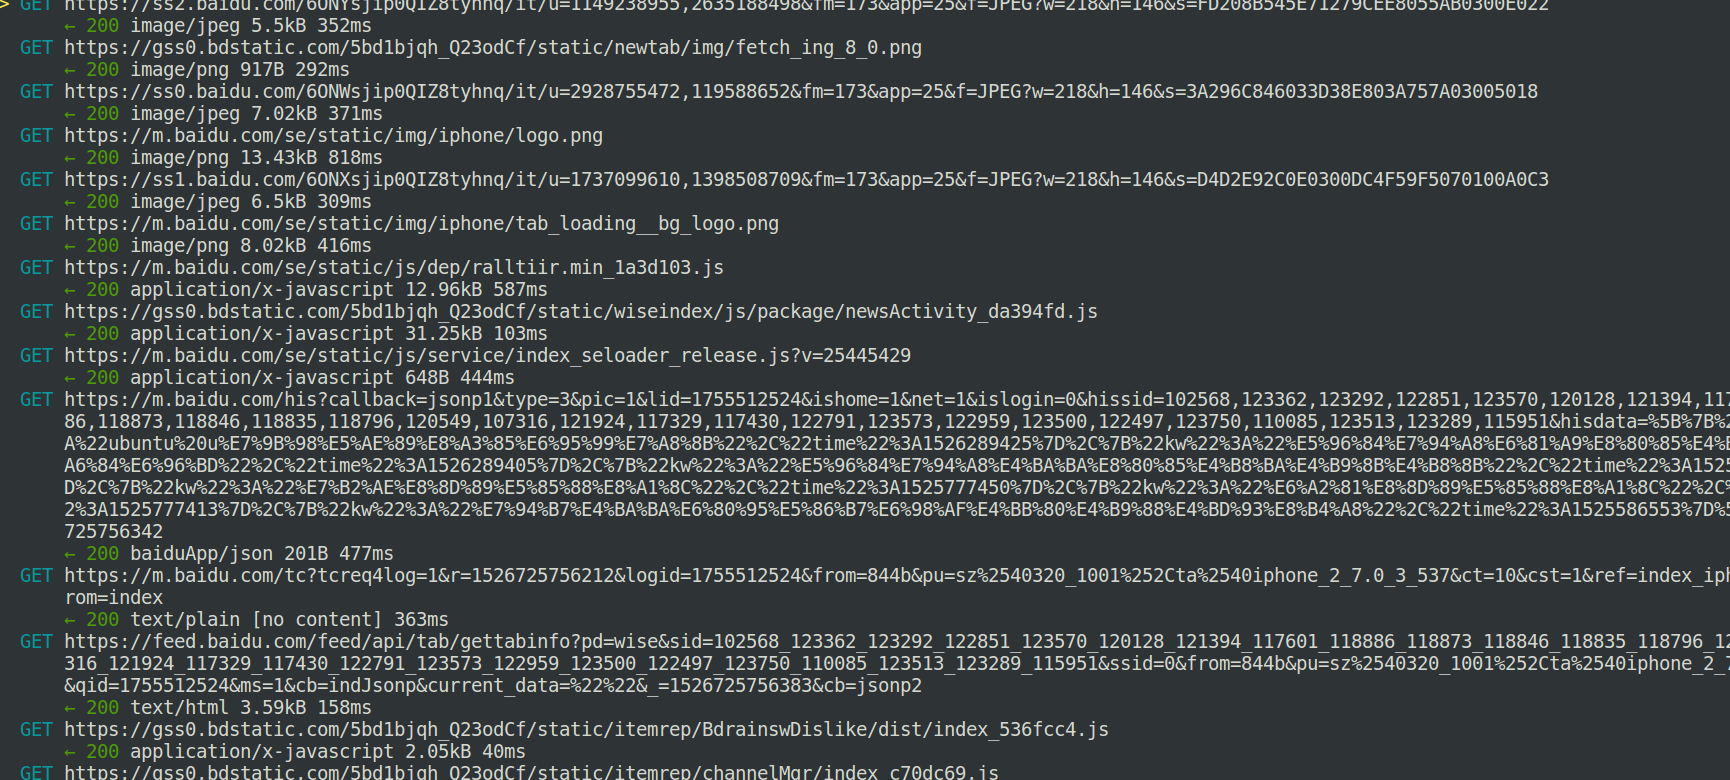 > GET https://ss2.baidu.com/6ONYsjip0QIZ8tyhnq/it/u=1149238955,2635188498&fm=173&app=25&f=JPEG?w=218&h=146&s=FD208B545E71279CEE8055AB0300E022
← 200 image/jpeg 5.5kB 352ms
GET https://gss0.bdstatic.com/5bd1bjqh_Q23odCf/static/newtab/img/fetch_ing_8_0.png
← 200 image/png 917B 292ms
GET https://ss0.baidu.com/6ONWsjip0QIZ8tyhnq/it/u=2928755472,119588652&fm=173&app=25&f=JPEG?w=218&h=146&s=3A296C846033D38E803A757A03005018
← 200 image/jpeg 7.02kB 371ms
GET https://m.baidu.com/se/static/img/iphone/logo.png
← 200 image/png 13.43kB 818ms
GET https://ss1.baidu.com/6ONXsjip0QIZ8tyhnq/it/u=1737099610,1398508709&fm=173&app=25&f=JPEG?w=218&h=146&s=D4D2E92C0E0300DC4F59F5070100A0C3
← 200 image/jpeg 6.5kB 309ms
GET https://m.baidu.com/se/static/img/iphone/tab_loading__bg_logo.png
← 200 image/png 8.02kB 416ms
GET https://m.baidu.com/se/static/js/dep/ralltiir.min_1a3d103.js
← 200 application/x-javascript 12.96kB 587ms
GET https://gss0.bdstatic.com/5bd1bjqh_Q23odCf/static/wiseindex/js/package/newsActivity_da394fd.js
← 200 application/x-javascript 31.25kB 103ms
GET https://m.baidu.com/se/static/js/service/index_seloader_release.js?v=25445429
← 200 application/x-javascript 648B 444ms
GET https://m.baidu.com/his?callback=jsonp1&type=3&pic=1&lid=1755512524&ishome=1&net=1&islogin=0&hissid=102568,123362,123292,122851,123570,120128,121394,117
86,118873,118846,118835,118796,120549,107316,121924,117329,117430,122791,123573,122959,123500,122497,123750,110085,123513,123289,115951&hisdata=%5B%7B%2
A%22ubuntu%20u%E7%9B%98%E5%AE%89%E8%A3%85%E6%95%99%E7%A8%8B%22%2C%22time%22%3A1526289425%7D%2C%7B%22kw%22%3A%22%E5%96%84%E7%94%A8%E6%81%A9%E8%80%85%E4%B
A6%84%E6%96%BD%22%2C%22time%22%3A1526289405%7D%2C%7B%22kw%22%3A%22%E5%96%84%E7%94%A8%E4%BA%BA%E8%80%85%E4%B8%BA%E4%B9%8B%E4%B8%8B%22%2C%22time%22%3A1525
D%2C%7B%22kw%22%3A%22%E7%B2%AE%E8%8D%89%E5%85%88%E8%A1%8C%22%2C%22time%22%3A1525777450%7D%2C%7B%22kw%22%3A%22%E6%A2%81%E8%8D%89%E5%85%88%E8%A1%8C%22%2C%
2%3A1525777413%7D%2C%7B%22kw%22%3A%22%E7%94%B7%E4%BA%BA%E6%80%95%E5%86%B7%E6%98%AF%E4%BB%80%E4%B9%88%E4%BD%93%E8%B4%A8%22%2C%22time%22%3A1525586553%7D%5
725756342
← 200 baiduApp/json 201B 477ms
GET https://m.baidu.com/tc?tcreq4log=1&r=1526725756212&logid=1755512524&from=844b&pu=sz%2540320_1001%252Cta%2540iphone_2_7.0_3_537&ct=10&cst=1&ref=index_iph
rom=index
← 200 text/plain [no content] 363ms
GET https://feed.baidu.com/feed/api/tab/gettabinfo?pd=wise&sid=102568_123362_123292_122851_123570_120128_121394_117601_118886_118873_118846_118835_118796_12
316_121924_117329_117430_122791_123573_122959_123500_122497_123750_110085_123513_123289_115951&ssid=0&from=844b&pu=sz%2540320_1001%252Cta%2540iphone_2_7
&qid=1755512524&ms=1&cb=indJsonp&current_data=%22%22&_=1526725756383&cb=jsonp2
← 200 text/html 3.59kB 158ms
GET https://gss0.bdstatic.com/5bd1bjqh_Q23odCf/static/itemrep/BdrainswDislike/dist/index_536fcc4.js
← 200 application/x-javascript 2.05kB 40ms
GET https://gss0.bdstatic.com/5bd1bjqh_Q23odCf/static/itemrep/channelMgr/index_c70dc69.js